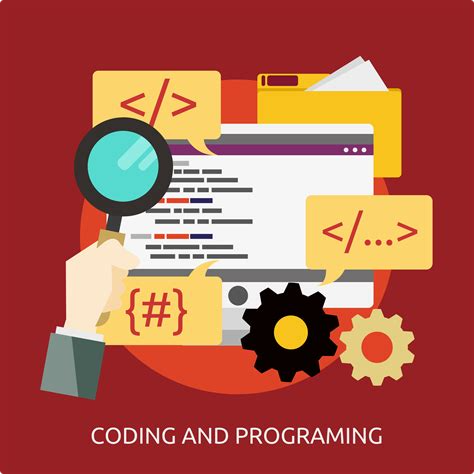 </>
</...>
{#}
CODING AND PROGRAMING